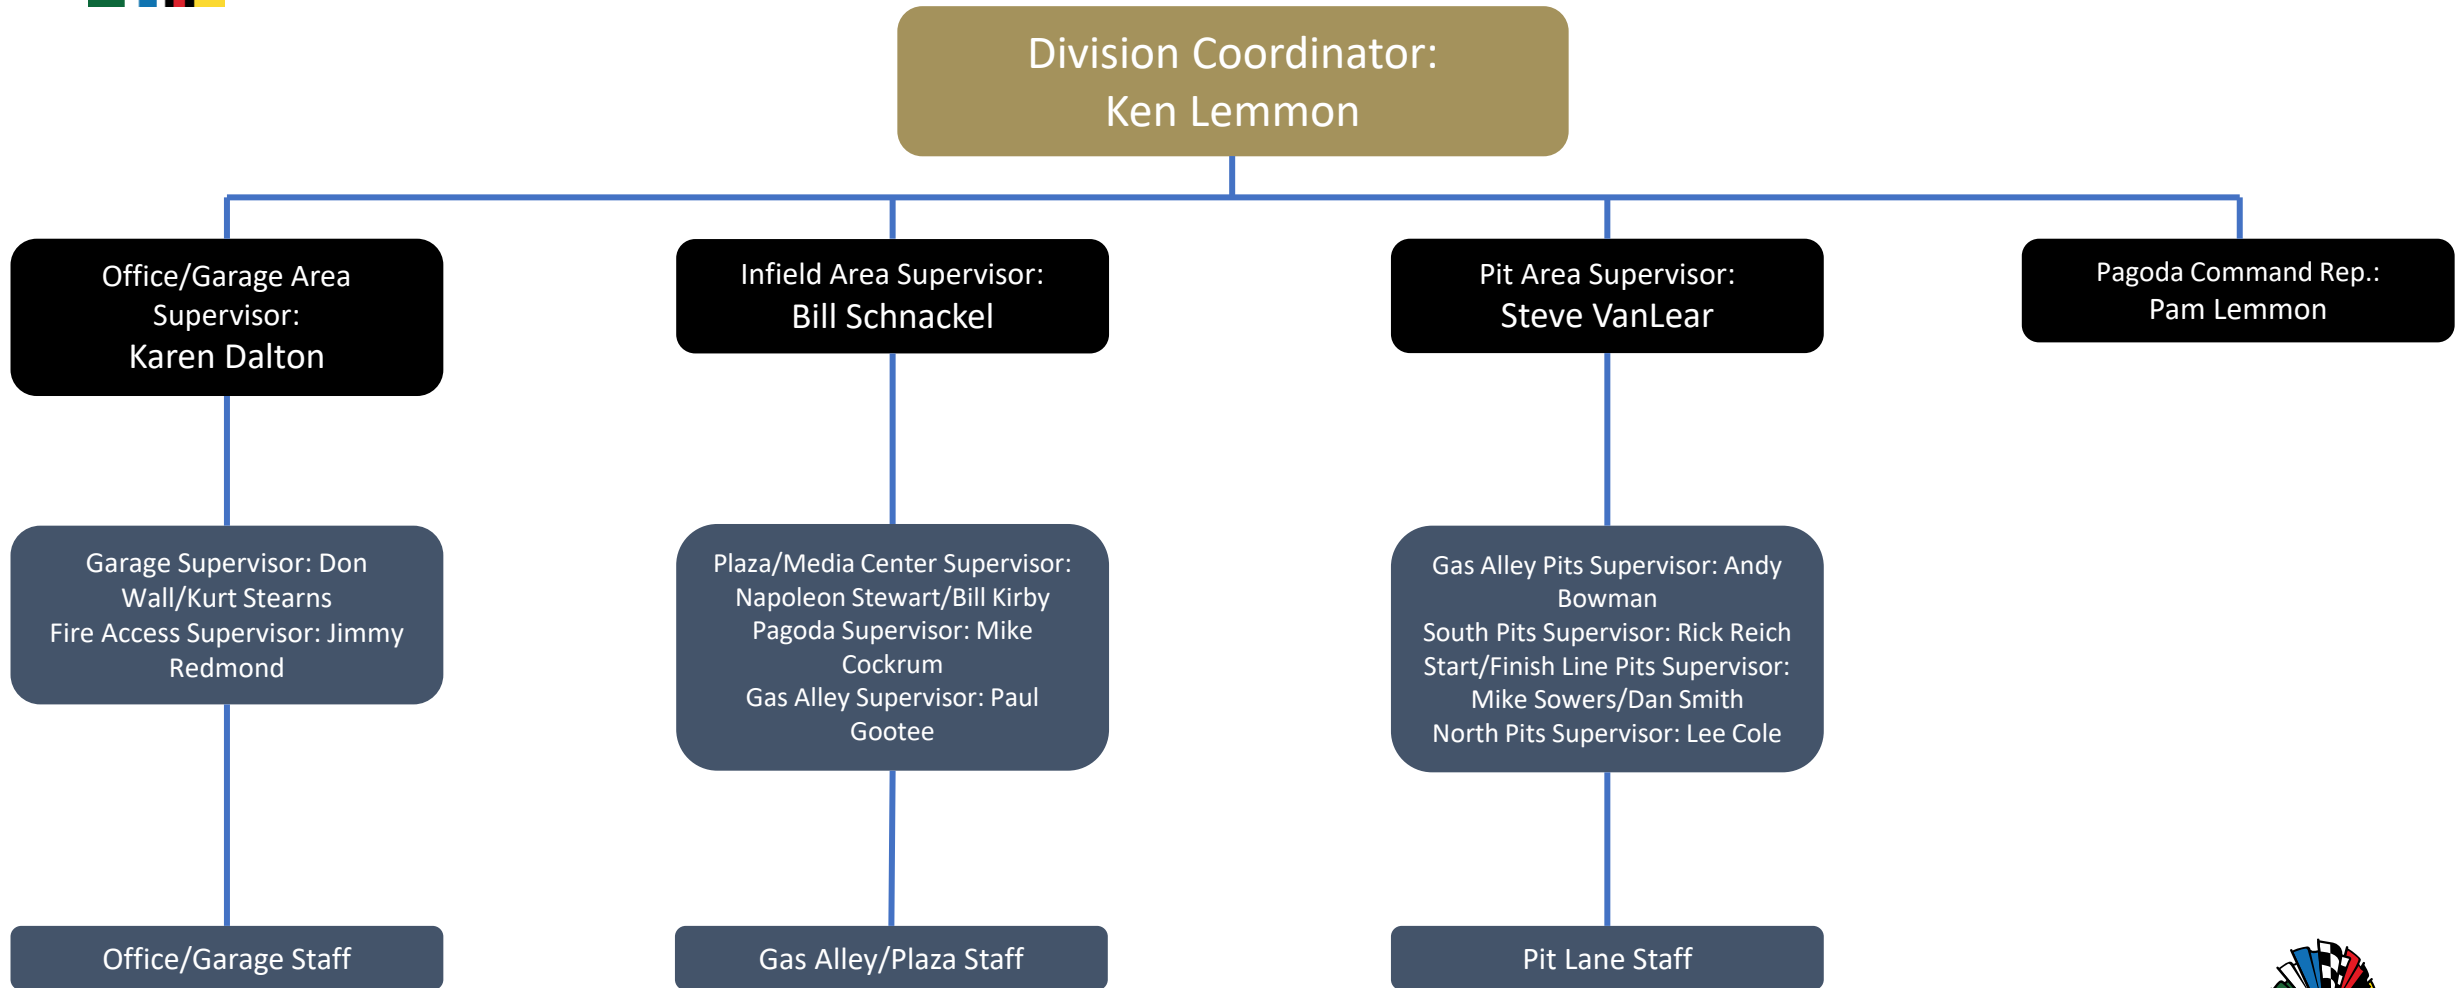 Division Coordinator:
Ken Lemmon
Office/Garage Area
Supervisor:
Karen Dalton
Infield Area Supervisor:
Bill Schnackel
Pit Area Supervisor:
Steve VanLear
Pagoda Command Rep.:
Pam Lemmon
Garage Supervisor: Don
Wall/Kurt Stearns
Fire Access Supervisor: Jimmy
Redmond
Plaza/Media Center Supervisor:
Napoleon Stewart/Bill Kirby
Pagoda Supervisor: Mike
Cockrum
Gas Alley Supervisor: Paul
Gootee
Gas Alley Pits Supervisor: Andy
Bowman
South Pits Supervisor: Rick Reich
Start/Finish Line Pits Supervisor:
Mike Sowers/Dan Smith
North Pits Supervisor: Lee Cole
Office/Garage Staff
Gas Alley/Plaza Staff
Pit Lane Staff